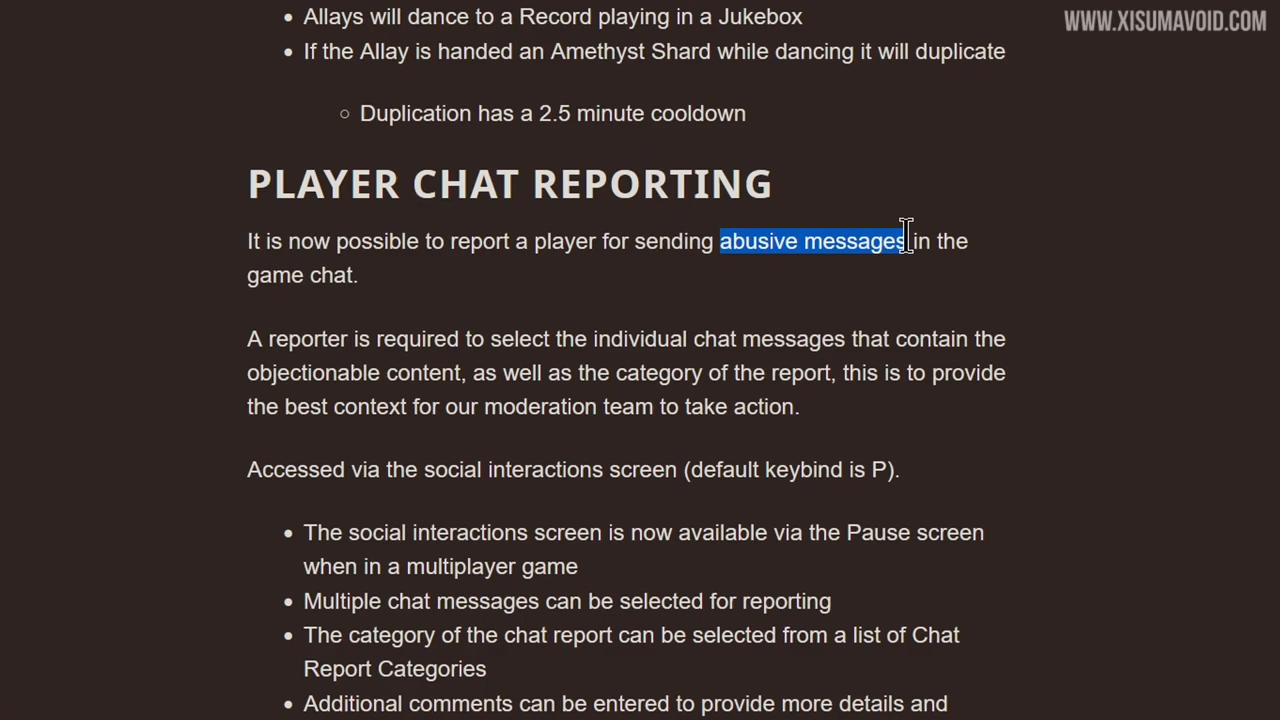 WWW.XISUMAVOID.COM
Allays will dance to a Record playing in a Jukebox
If the Allay is handed an Amethyst Shard while dancing it will duplicate
Duplication has a 2.5 minute cooldown
PLAYER CHAT REPORTING
It is now possible to report a player for sending abusive messages in the
game chat.
A reporter is required to select the individual chat messages that contain the
objectionable content, as well as the category of the report, this is to provide
the best context for our moderation team to take action.
Accessed via the social interactions screen (default keybind is P).
The social interactions screen is now available via the Pause screen
when in a multiplayer game
Multiple chat messages can be selected for reporting
The category of the chat report can be selected from a list of Chat
Report Categories
Additional comments can be entered to provide more details and